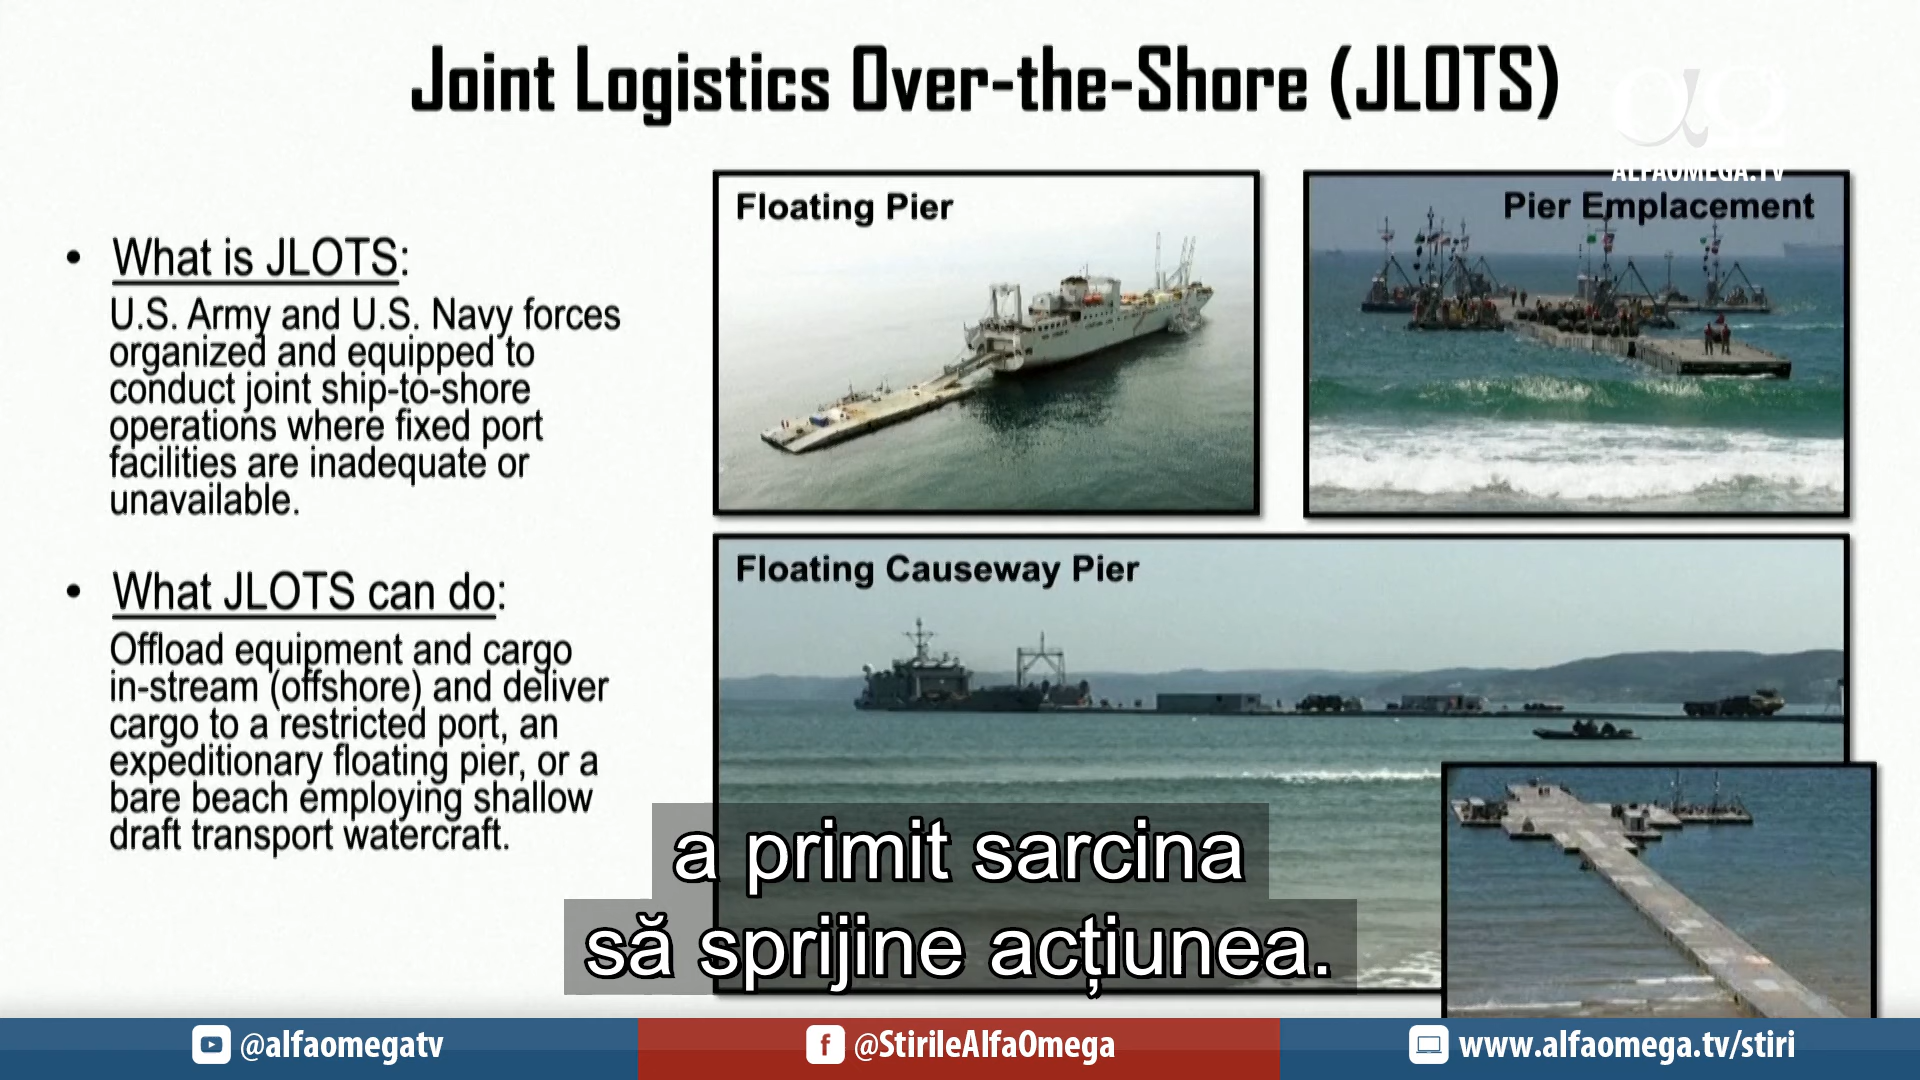 Joint Logistics Over-the-Shore (JLOTS)
αΩ
ALFAOMEGA.TV
• What is JLOTS:
U.S. Army and U.S. Navy forces
organized and equipped to
conduct joint ship-to-shore
operations where fixed port
facilities are inadequate or
unavailable.
• What JLOTS can do:
Offload equipment and cargo
in-stream (offshore) and deliver
cargo to a restricted port, an
expeditionary floating pier, or a
bare beach employing shallow
draft transport watercraft.
Floating Pier
Pier Emplacement
Floating Causeway Pier
a primit sarcina
să sprijine acțiunea.
@alfaomegatv
f @StirileAlfaOmega
www.alfaomega.tv/stiri